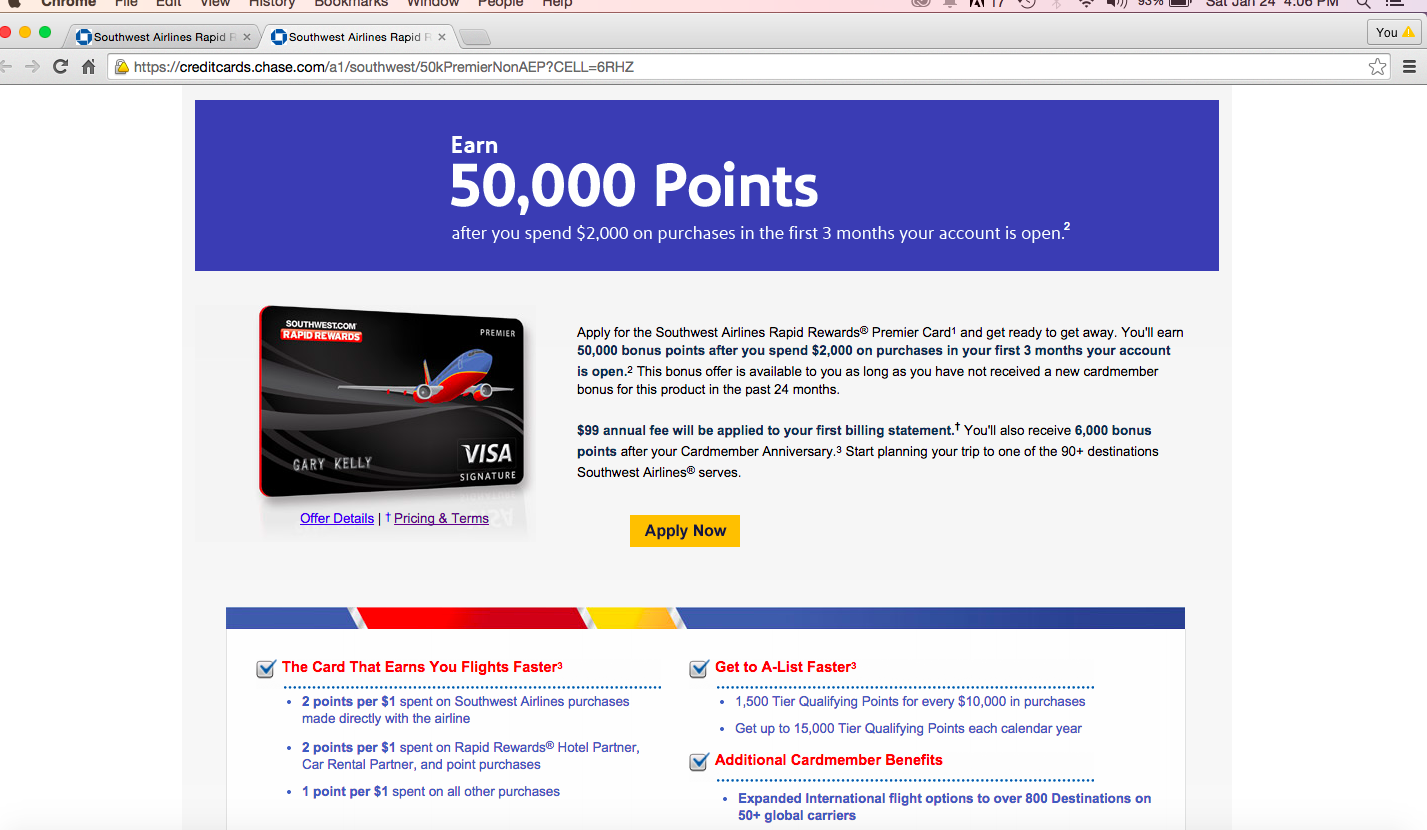 Chrome File Edit View History Bookmarks Window People Help 17 93% Sat Jan 24 4:06 PM
Southwest Airlines Rapid R × Southwest Airlines Rapid R × You
https://creditcards.chase.com/a1/southwest/50kPremierNonAEP?CELL=6RHZ
Earn
50,000 Points
after you spend $2,000 on purchases in the first 3 months your account is open.2
SOUTHWEST.COM
RAPID REWARDS
PREMIER
GARY KELLY
VISA
SIGNATURE
Offer Details | † Pricing & Terms
Apply for the Southwest Airlines Rapid Rewards® Premier Card1 and get ready to get away. You'll earn
50,000 bonus points after you spend $2,000 on purchases in your first 3 months your account
is open.2 This bonus offer is available to you as long as you have not received a new cardmember
bonus for this product in the past 24 months.
$99 annual fee will be applied to your first billing statement.† You'll also receive 6,000 bonus
points after your Cardmember Anniversary.3 Start planning your trip to one of the 90+ destinations
Southwest Airlines® serves.
Apply Now
The Card That Earns You Flights Faster3
• 2 points per $1 spent on Southwest Airlines purchases
made directly with the airline
• 2 points per $1 spent on Rapid Rewards® Hotel Partner,
Car Rental Partner, and point purchases
• 1 point per $1 spent on all other purchases
Get to A-List Faster3
• 1,500 Tier Qualifying Points for every $10,000 in purchases
• Get up to 15,000 Tier Qualifying Points each calendar year
Additional Cardmember Benefits
• Expanded International flight options to over 800 Destinations on
50+ global carriers